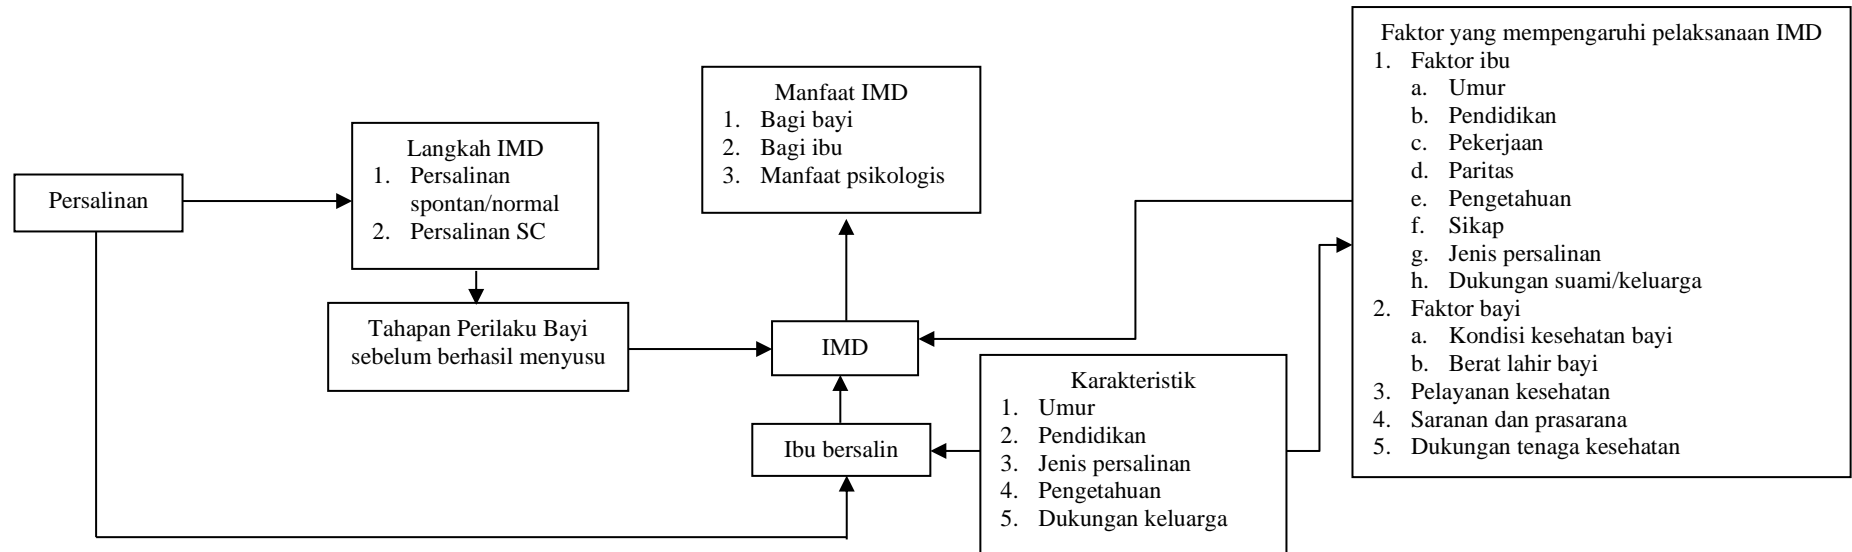 Persalinan
Langkah IMD
1. Persalinan
spontan/normal
2. Persalinan SC
Tahapan Perilaku Bayi
sebelum berhasil menyusu
Manfaat IMD
1. Bagi bayi
2. Bagi ibu
3. Manfaat psikologis
IMD
Ibu bersalin
Karakteristik
1. Umur
2. Pendidikan
3. Jenis persalinan
4. Pengetahuan
5. Dukungan keluarga
Faktor yang mempengaruhi pelaksanaan IMD
1. Faktor ibu
a. Umur
b. Pendidikan
c. Pekerjaan
d. Paritas
e. Pengetahuan
f. Sikap
g. Jenis persalinan
h. Dukungan suami/keluarga
2. Faktor bayi
a. Kondisi kesehatan bayi
b. Berat lahir bayi
3. Pelayanan kesehatan
4. Saranan dan prasarana
5. Dukungan tenaga kesehatan